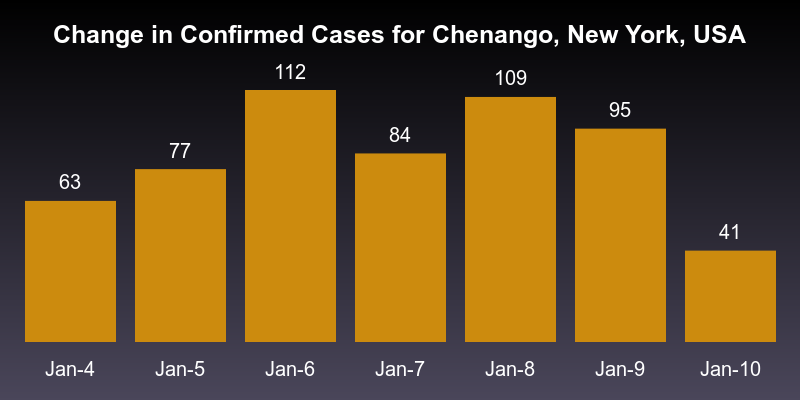 Change in Confirmed Cases for Chenango, New York, USA
63
77
112
84
109
95
41
Jan-4
Jan-5
Jan-6
Jan-7
Jan-8
Jan-9
Jan-10